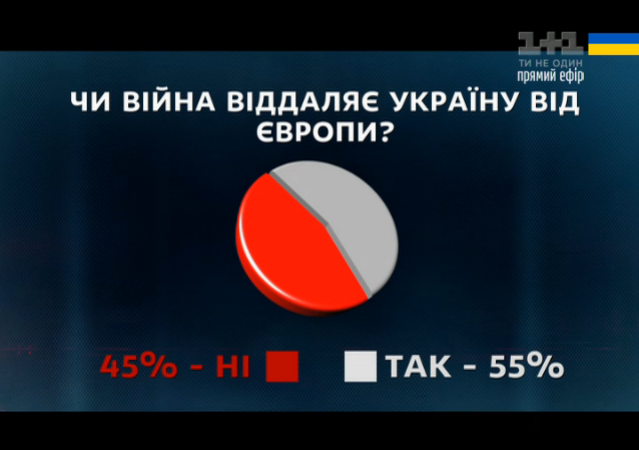 1+1
ТИ НЕ ОДИН
ПРЯМИЙ ЕФІР
ЧИ ВІЙНА ВІДДАЛЯЄ УКРАЇНУ ВІД
ЄВРОПИ?
45% - НІ
ТАК - 55%